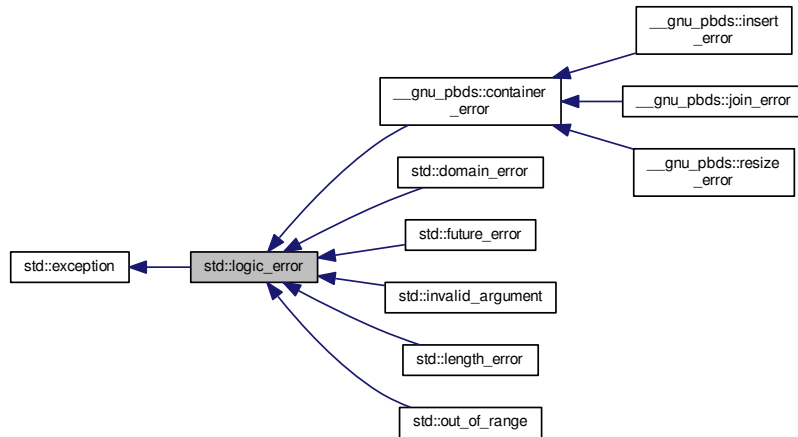 __gnu_pbds::insert
_error
__gnu_pbds::container
_error
__gnu_pbds::join_error
__gnu_pbds::resize
_error
std::domain_error
std::future_error
std::exception
std::logic_error
std::invalid_argument
std::length_error
std::out_of_range